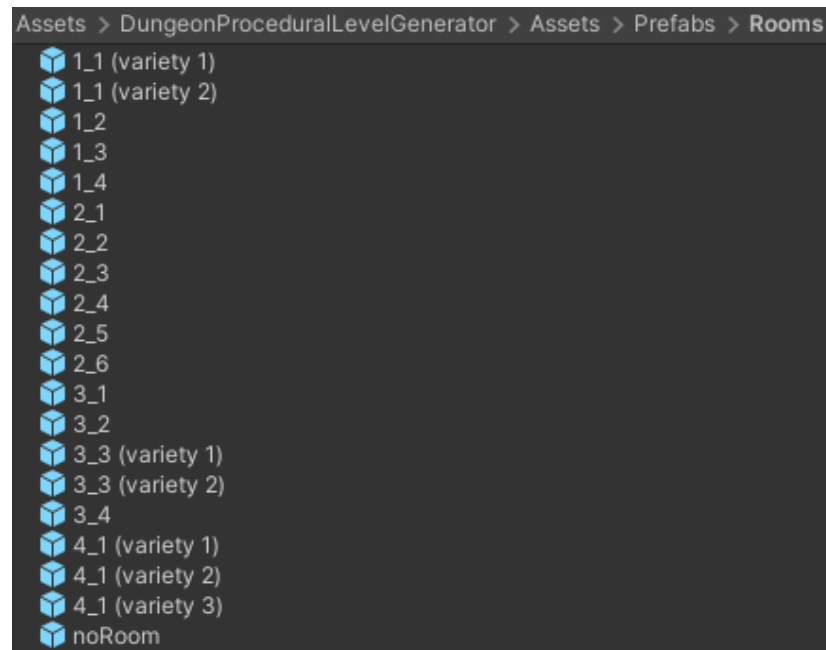 Assets > DungeonProceduralLevelGenerator > Assets > Prefabs > Rooms
1_1 (variety 1)
1_1 (variety 2)
1_2
1_3
1_4
2_1
2_2
2_3
2_4
2_5
2_6
3_1
3_2
3_3 (variety 1)
3_3 (variety 2)
3_4
4_1 (variety 1)
4_1 (variety 2)
4_1 (variety 3)
noRoom